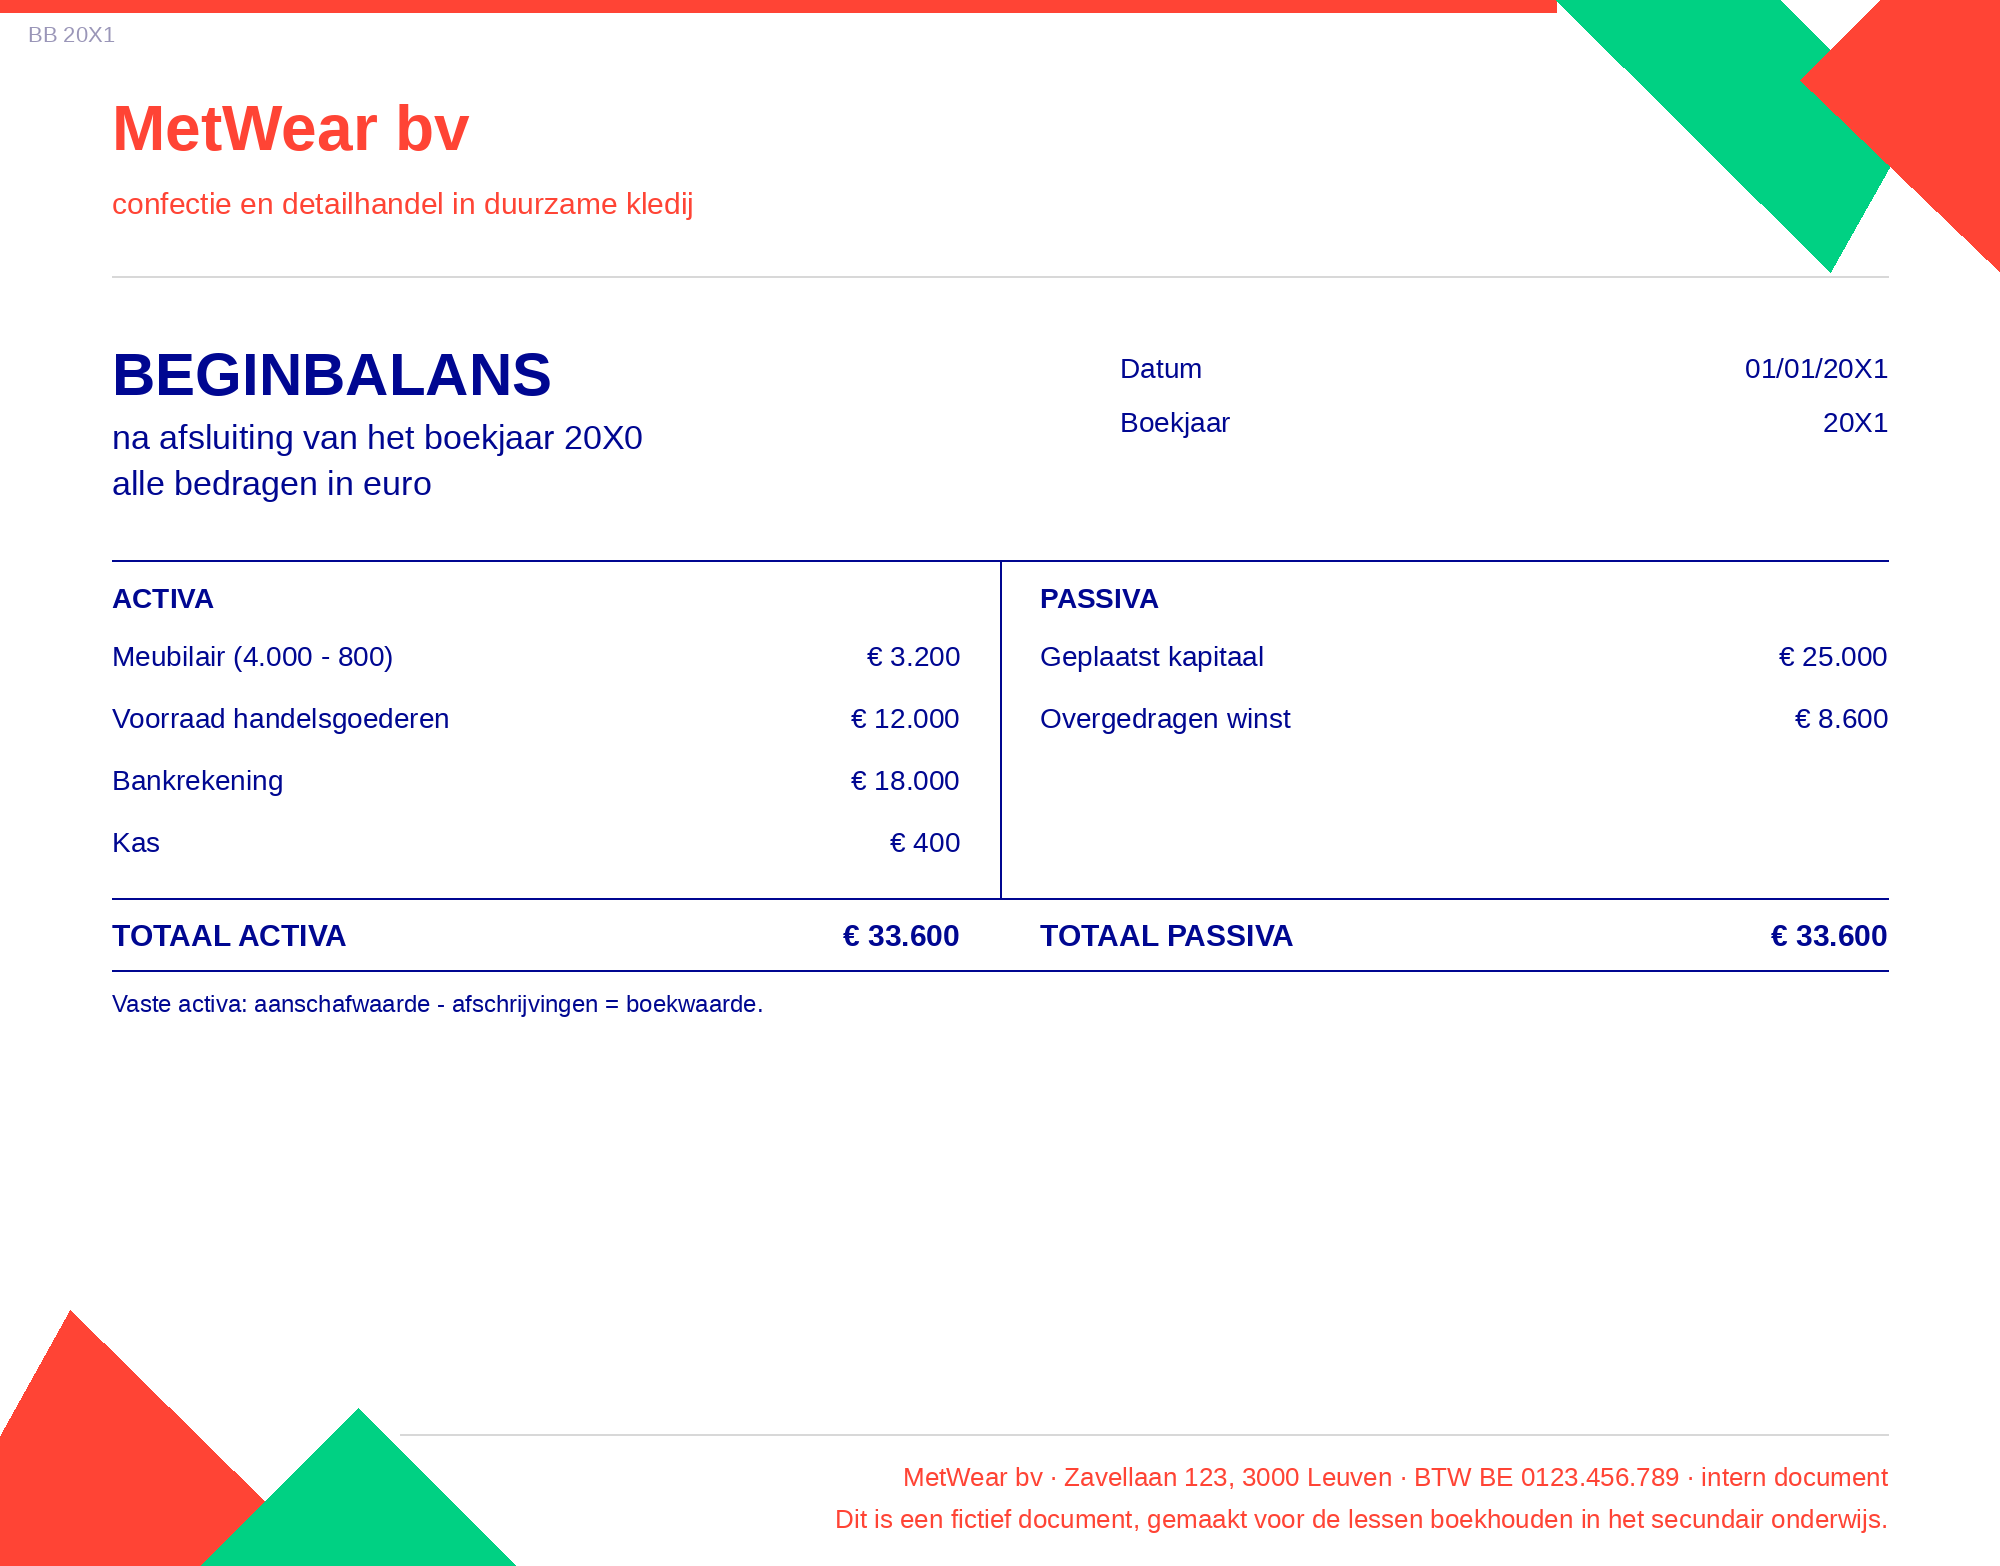 BB 20X1
MetWear bv
confectie en detailhandel in duurzame kledij
BEGINBALANS
na afsluiting van het boekjaar 20X0
alle bedragen in euro
Datum 01/01/20X1
Boekjaar 20X1
ACTIVA PASSIVA
Meubilair (4.000 - 800) € 3.200 Geplaatst kapitaal € 25.000
Voorraad handelsgoederen € 12.000 Overgedragen winst € 8.600
Bankrekening € 18.000
Kas € 400
TOTAAL ACTIVA € 33.600 TOTAAL PASSIVA € 33.600
Vaste activa: aanschafwaarde - afschrijvingen = boekwaarde.
MetWear bv · Zavellaan 123, 3000 Leuven · BTW BE 0123.456.789 · intern document
Dit is een fictief document, gemaakt voor de lessen boekhouden in het secundair onderwijs.